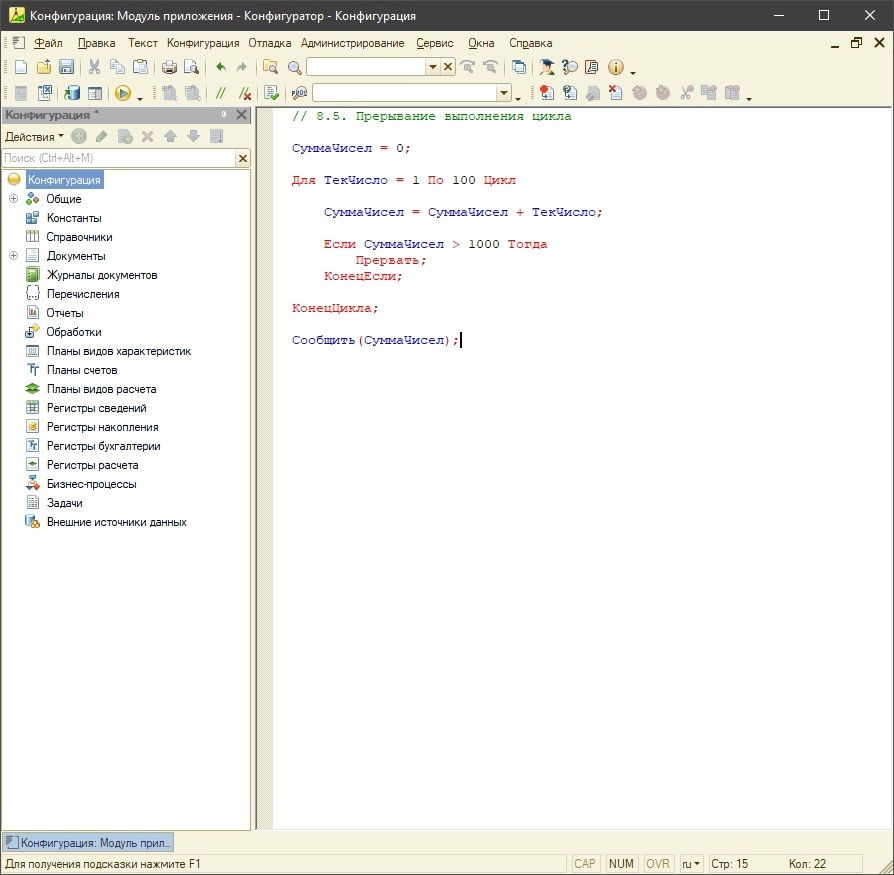 Конфигурация: Модуль приложения - Конфигуратор - Конфигурация
Файл Правка Текст Конфигурация Отладка Администрирование Сервис Окна Справка
Конфигурация *
Действия
Поиск (Ctrl+Alt+M)
Конфигурация
Общие
Константы
Справочники
Документы
Журналы документов
Перечисления
Отчеты
Обработки
Планы видов характеристик
Планы счетов
Планы видов расчета
Регистры сведений
Регистры накопления
Регистры бухгалтерии
Регистры расчета
Бизнес-процессы
Задачи
Внешние источники данных
// 8.5. Прерывание выполнения цикла
СуммаЧисел = 0;
Для ТекЧисло = 1 По 100 Цикл
СуммаЧисел = СуммаЧисел + ТекЧисло;
Если СуммаЧисел > 1000 Тогда
Прервать;
КонецЕсли;
КонецЦикла;
Сообщить(СуммаЧисел);
Конфигурация: Модуль прил...
Для получения подсказки нажмите F1 CAP NUM OVR ru Стр: 15 Кол: 22